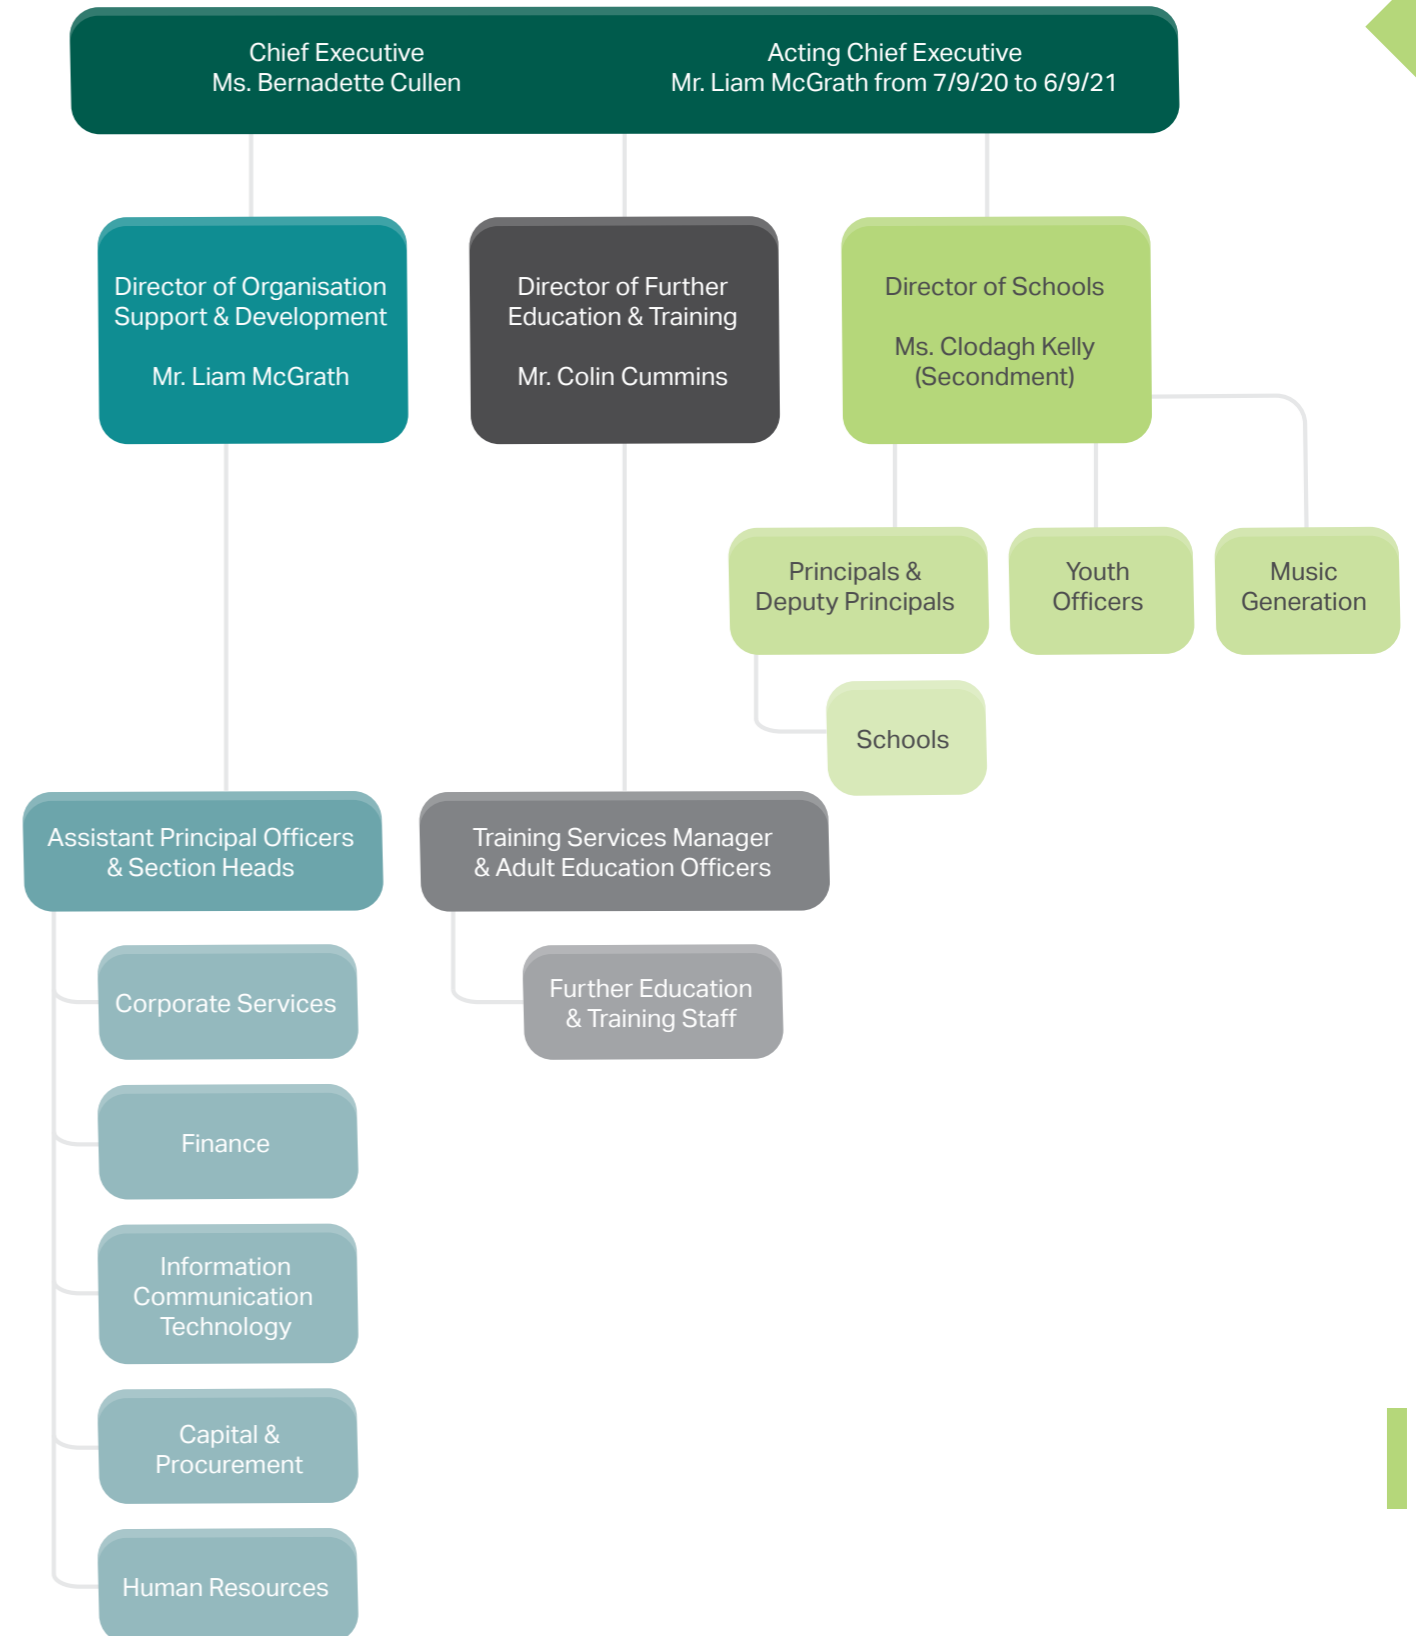 Chief Executive
Ms. Bernadette Cullen
Acting Chief Executive
Mr. Liam McGrath from 7/9/20 to 6/9/21
Director of Organisation
Support & Development
Mr. Liam McGrath
Director of Further
Education & Training
Mr. Colin Cummins
Director of Schools
Ms. Clodagh Kelly
(Secondment)
Principals &
Deputy Principals
Youth
Officers
Music
Generation
Schools
Assistant Principal Officers
& Section Heads
Training Services Manager
& Adult Education Officers
Corporate Services
Further Education
& Training Staff
Finance
Information
Communication
Technology
Capital &
Procurement
Human Resources